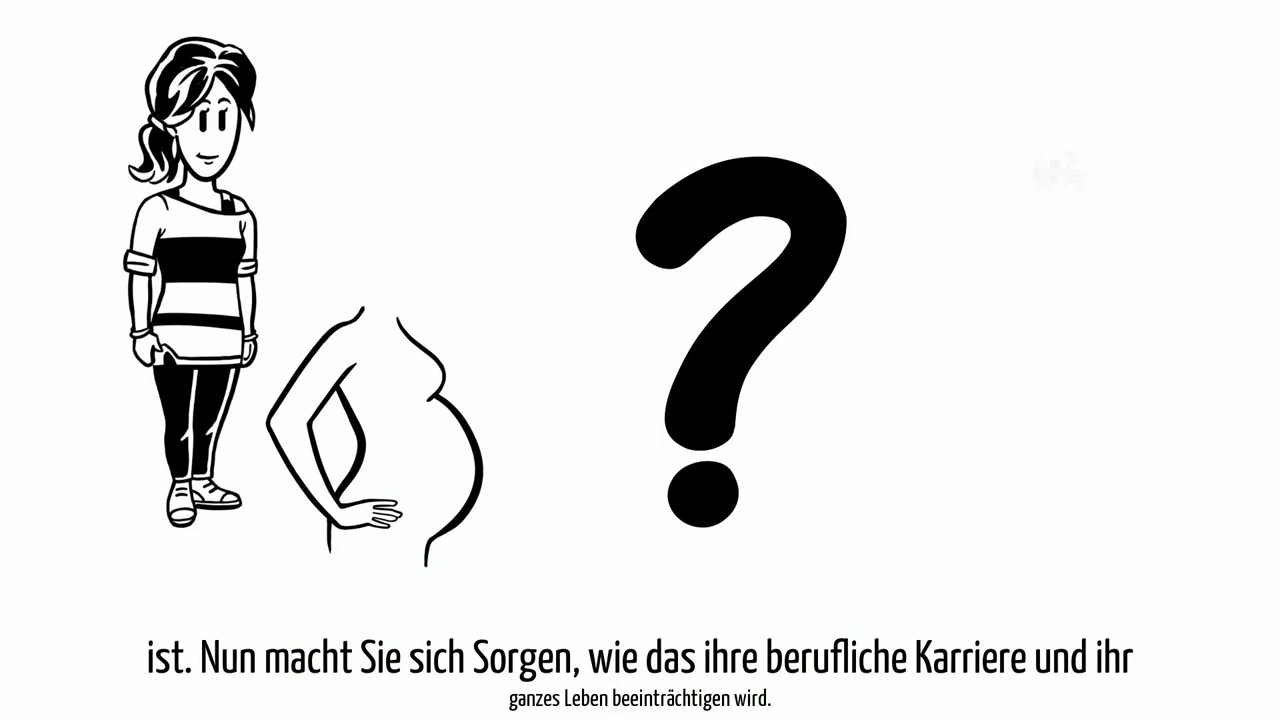 ist. Nun macht Sie sich Sorgen, wie das ihre berufliche Karriere und ihr
ganzes Leben beeinträchtigen wird.